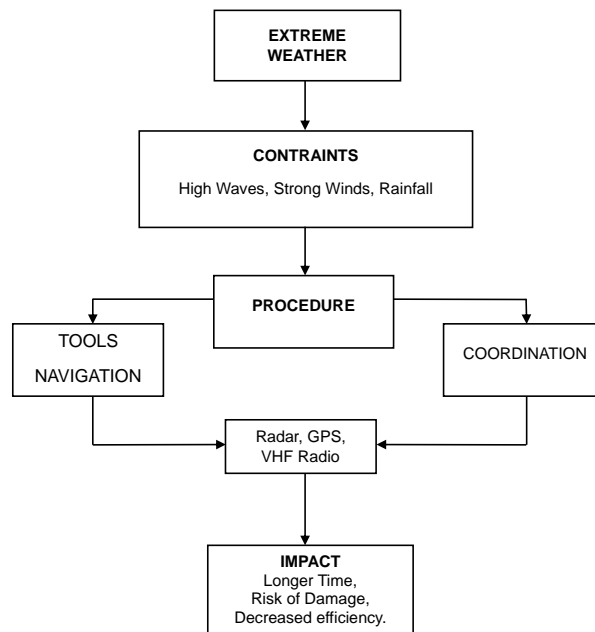 EXTREME
WEATHER
CONTRAINTS
High Waves, Strong Winds, Rainfall
PROCEDURE
TOOLS
NAVIGATION
COORDINATION
Radar, GPS,
VHF Radio
IMPACT
Longer Time,
Risk of Damage,
Decreased efficiency.